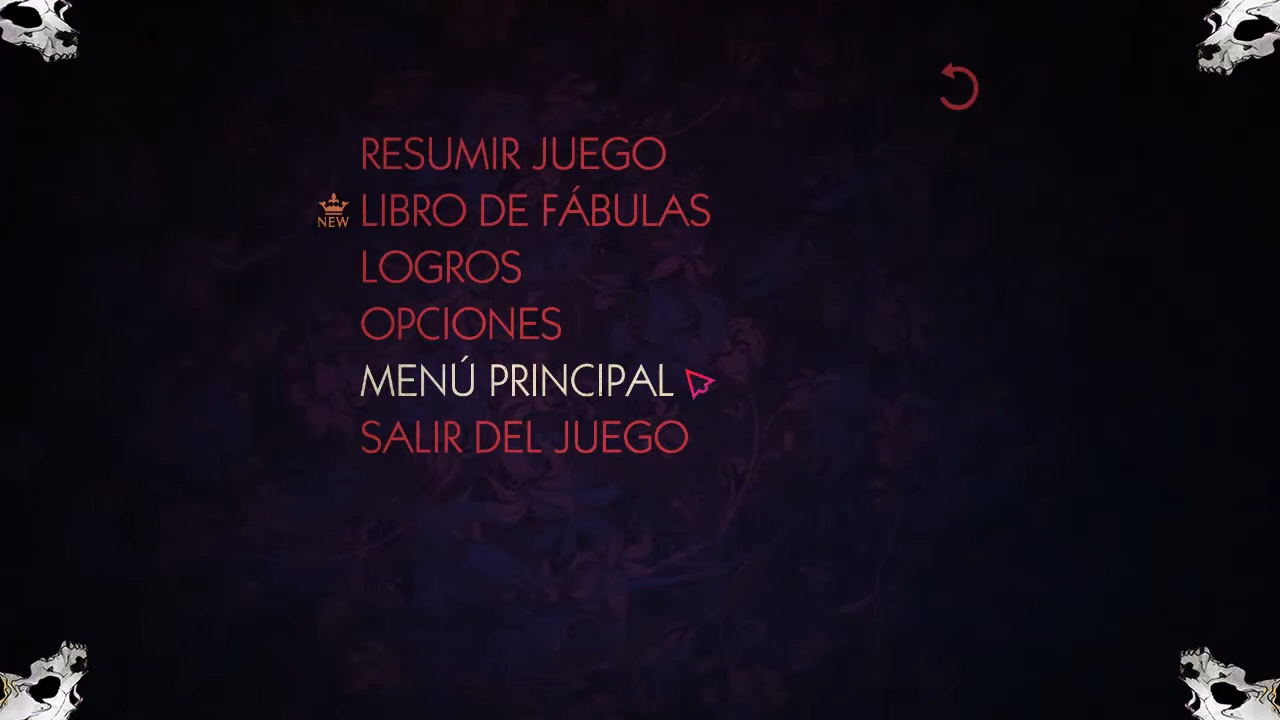 RESUMIR JUEGO
NEW
LIBRO DE FÁBULAS
LOGROS
OPCIONES
MENÚ PRINCIPAL
SALIR DEL JUEGO